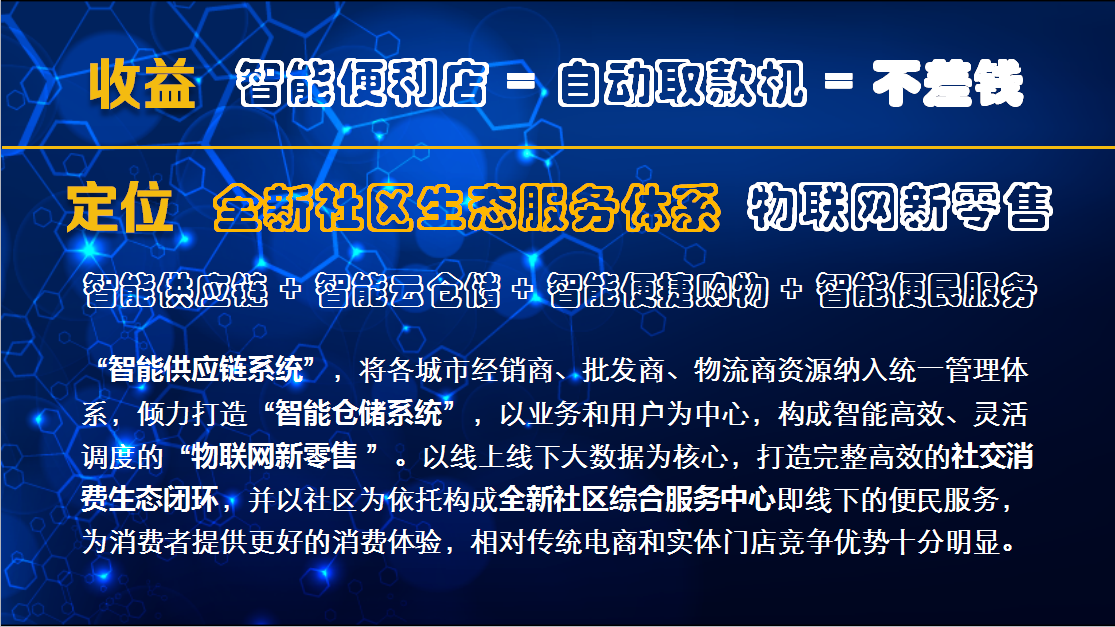 收益 智能便利店 = 自动取款机 = 不差钱
定位 全新社区生态服务体系 物联网新零售
智能供应链 + 智能云仓储 + 智能便捷购物 + 智能便民服务
“智能供应链系统”，将各城市经销商、批发商、物流商资源纳入统一管理体
系，倾力打造“智能仓储系统”，以业务和用户为中心，构成智能高效、灵活
调度的“物联网新零售 ”。以线上线下大数据为核心，打造完整高效的社交消
费生态闭环，并以社区为依托构成全新社区综合服务中心即线下的便民服务，
为消费者提供更好的消费体验，相对传统电商和实体门店竞争优势十分明显。